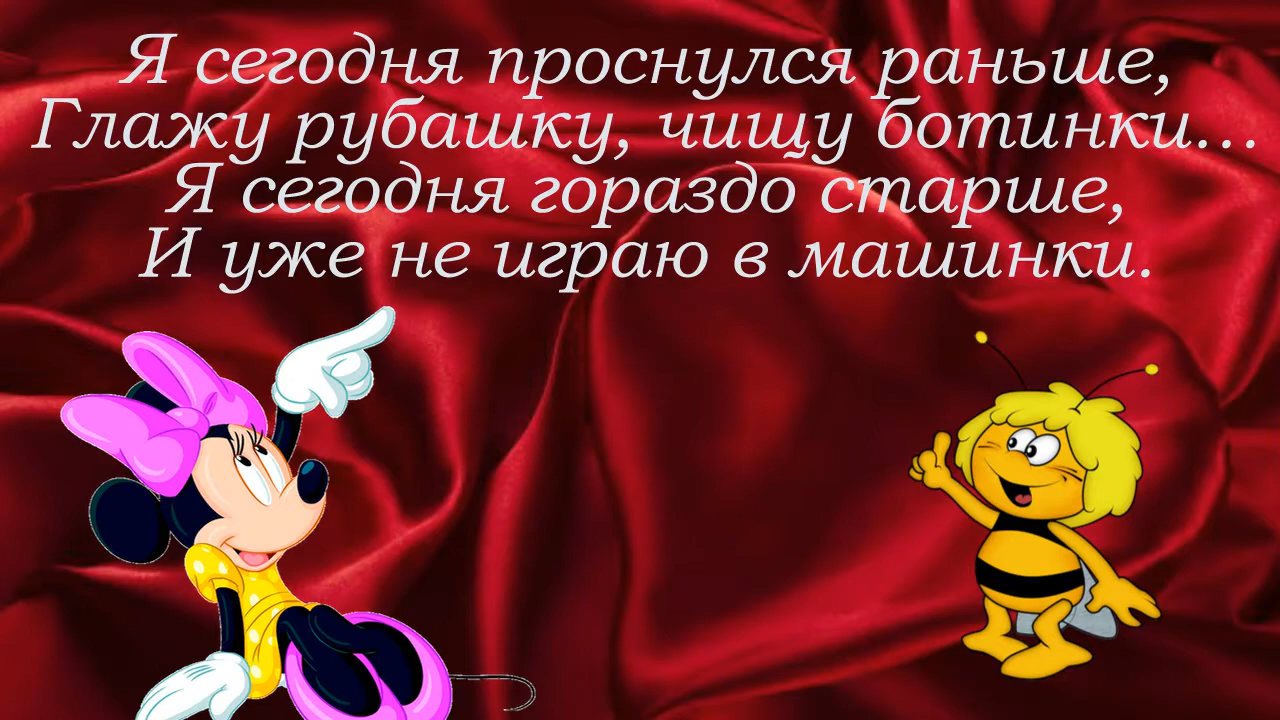 Я сегодня проснулся раньше,
Глажу рубашку, чищу ботинки...
Я сегодня гораздо старше,
И уже не играю в машинки.